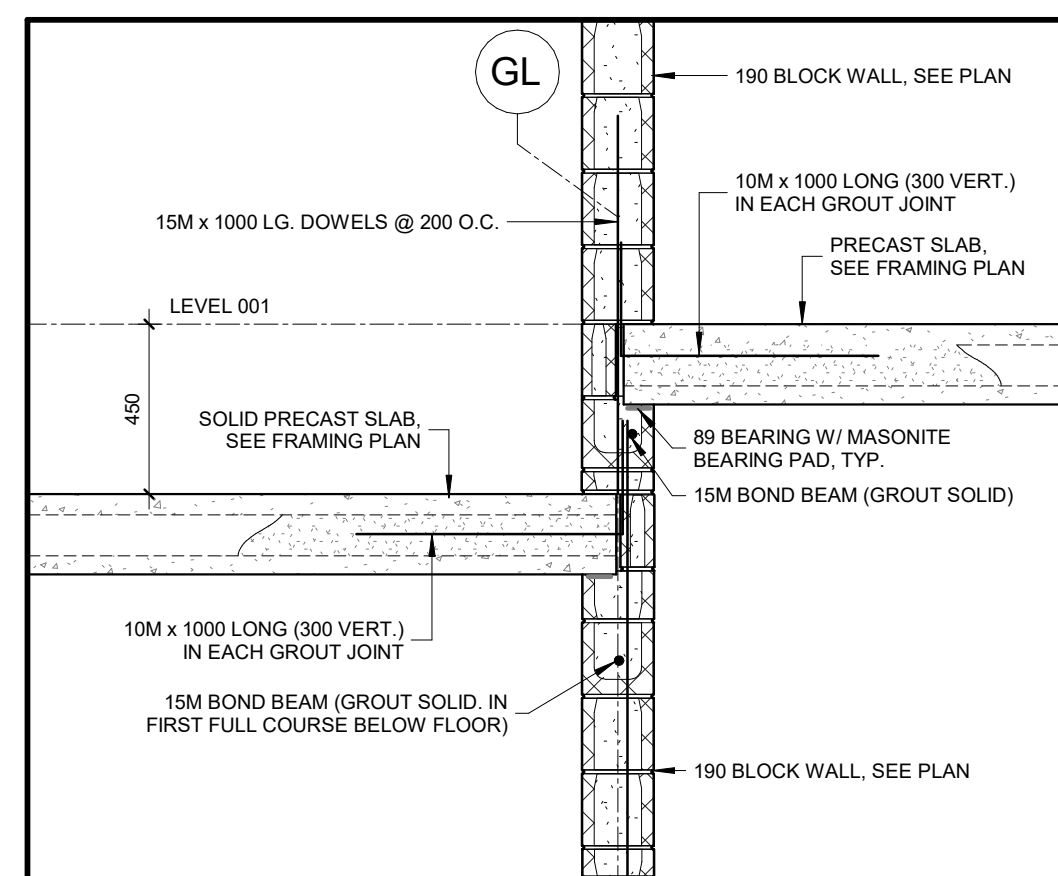 GL
190 BLOCK WALL, SEE PLAN
10M x 1000 LONG (300 VERT.)
IN EACH GROUT JOINT
15M x 1000 LG. DOWELS @ 200 O.C.
PRECAST SLAB,
SEE FRAMING PLAN
LEVEL 001
450
SOLID PRECAST SLAB,
SEE FRAMING PLAN
89 BEARING W/ MASONITE
BEARING PAD, TYP.
15M BOND BEAM (GROUT SOLID)
10M x 1000 LONG (300 VERT.)
IN EACH GROUT JOINT
15M BOND BEAM (GROUT SOLID. IN
FIRST FULL COURSE BELOW FLOOR)
190 BLOCK WALL, SEE PLAN